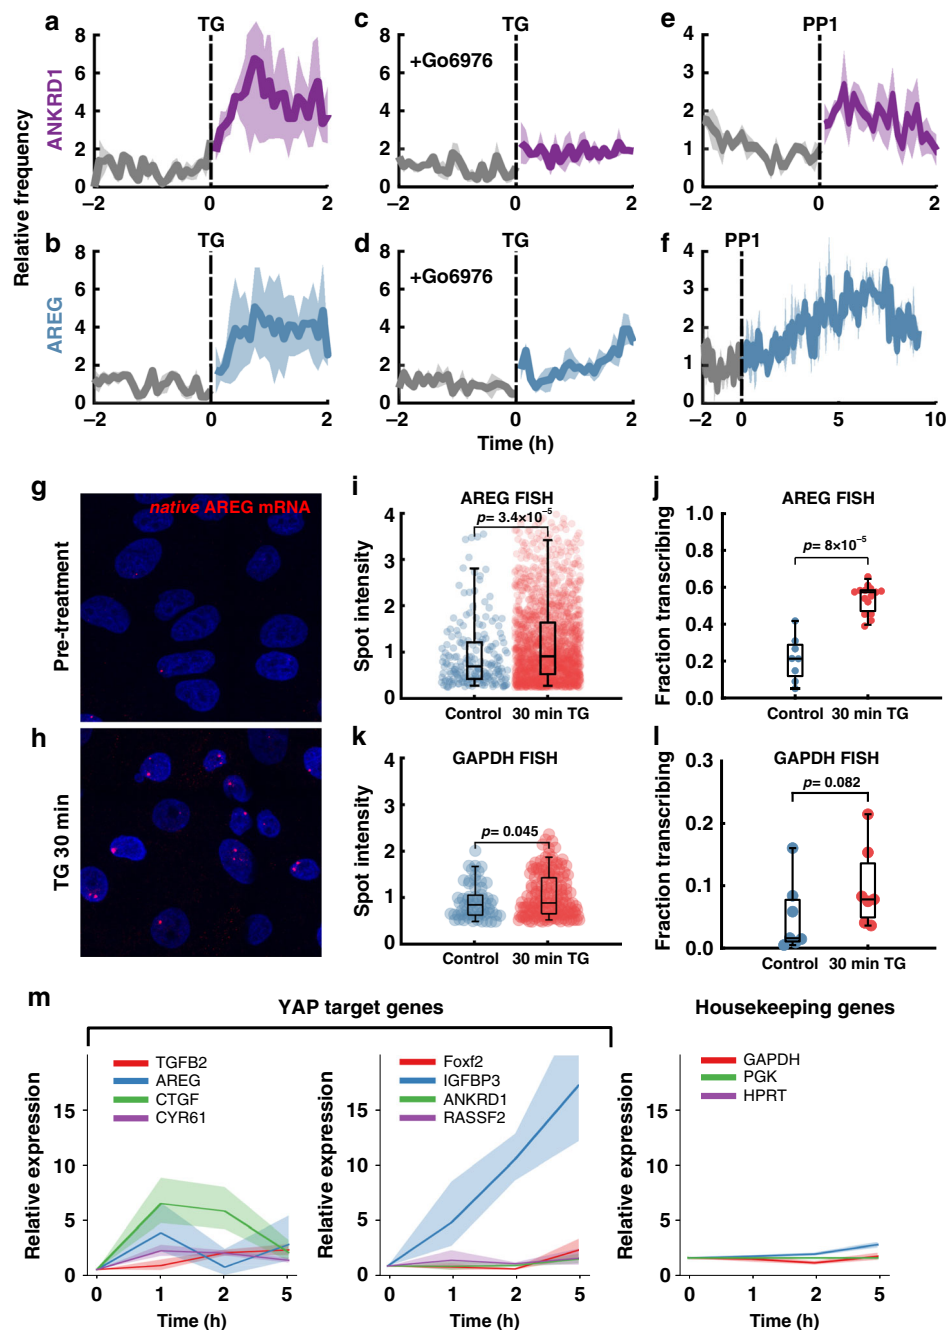 a
TG
8
6
4
2
0
−2
0
2
ANKRD1
Relative frequency
c
TG
+Go6976
8
6
4
2
0
−2
0
2
e
PP1
4
3
2
1
0
−2
0
2
b
TG
8
6
4
2
0
−2
0
2
AREG
d
TG
+Go6976
8
6
4
2
0
−2
0
2
Time (h)
f
PP1
4
3
2
1
0
−2
0
5
10
g
native AREG mRNA
Pre-treatment
h
TG 30 min
i
AREG FISH
p= 3.4×10−5
Spot intensity
4
3
2
1
0
Control 30 min TG
j
AREG FISH
p= 8×10−5
Fraction transcribing
1.0
0.8
0.6
0.4
0.2
0.0
Control 30 min TG
k
GAPDH FISH
p= 0.045
Spot intensity
4
3
2
1
0
Control 30 min TG
l
GAPDH FISH
p= 0.082
Fraction transcribing
0.3
0.2
0.1
0.0
Control 30 min TG
m
YAP target genes
Housekeeping genes
TGFB2
AREG
CTGF
CYR61
Relative expression
15
10
5
0
0
1
2
5
Time (h)
Foxf2
IGFBP3
ANKRD1
RASSF2
Relative expression
15
10
5
0
0
1
2
5
Time (h)
GAPDH
PGK
HPRT
Relative expression
15
10
5
0
0
1
2
5
Time (h)